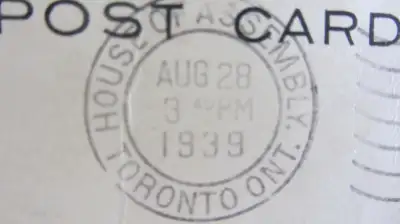 POST CARD
HOUSE OF ASSEMBLY.
AUG 28
3 PM
1939
TORONTO ONT.